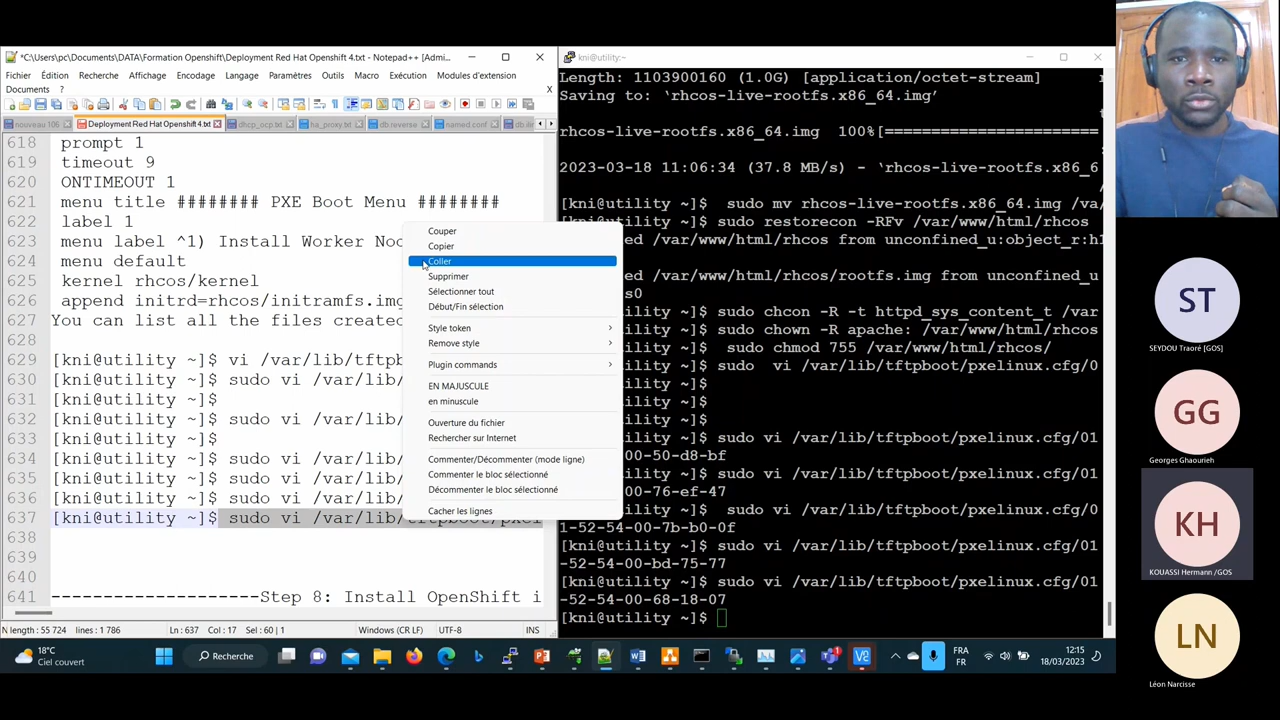 *C:\Users\pc\Documents\DATA\Formation Openshift\Deployment Red Hat Openshift 4.txt - Notepad++ [Admi...
Fichier Édition Recherche Affichage Encodage Langage Paramètres Outils Macro Exécution Modules d'extension
Documents ?
X
nouveau 106 Deployment Red Hat Openshift 4.txt dhcp_ocp.txt ha_proxy.txt db.reverse named.conf
618 prompt 1
619 timeout 9
620 ONTIMEOUT 1
621 menu title ######## PXE Boot Menu ########
622 label 1
623 menu label ^1) Install Worker Noc
624 menu default
625 kernel rhcos/kernel
626 append initrd=rhcos/initramfs.img
627 You can list all the files created
628
629 [kni@utility ~]$ vi /var/lib/tftpb
630 [kni@utility ~]$ sudo vi /var/lib/
631 [kni@utility ~]$
632 [kni@utility ~]$ sudo vi /var/lib/
633 [kni@utility ~]$
634 [kni@utility ~]$ sudo vi /var/lib/
635 [kni@utility ~]$ sudo vi /var/lib/
636 [kni@utility ~]$ sudo vi /var/lib/
637 [kni@utility ~]$ sudo vi /var/lib/tftpboot/pxel
638
639
640
641 --------------------Step 8: Install OpenShift i
Couper
Copier
Coller
Supprimer
Sélectionner tout
Début/Fin sélection
Style token
Remove style
Plugin commands
EN MAJUSCULE
en minuscule
Ouverture du fichier
Rechercher sur Internet
Commenter/Décommenter (mode ligne)
Commenter le bloc sélectionné
Décommenter le bloc sélectionné
Cacher les lignes
N length : 55 724 lines : 1 786 Ln : 637 Col : 17 Sel : 60 | 1 Windows (CR LF) UTF-8 INS
kni@utility:~
Length: 1103900160 (1.0G) [application/octet-stream]
Saving to: ‘rhcos-live-rootfs.x86_64.img’
rhcos-live-rootfs.x86_64.img 100%[=======================
2023-03-18 11:06:34 (37.8 MB/s) - ‘rhcos-live-rootfs.x86_6
[kni@utility ~]$ sudo mv rhcos-live-rootfs.x86_64.img /va
[kni@utility ~]$ sudo restorecon -RFv /var/www/html/rhcos
ed /var/www/html/rhcos from unconfined_u:object_r:h
ed /var/www/html/rhcos/rootfs.img from unconfined_u
s0
~]$ sudo chcon -R -t httpd_sys_content_t /var
~]$ sudo chown -R apache: /var/www/html/rhcos
~]$ sudo chmod 755 /var/www/html/rhcos/
~]$ sudo vi /var/lib/tftpboot/pxelinux.cfg/0
~]$
~]$
~]$
~]$ sudo vi /var/lib/tftpboot/pxelinux.cfg/01
00-50-d8-bf
~]$ sudo vi /var/lib/tftpboot/pxelinux.cfg/01
00-76-ef-47
~]$ sudo vi /var/lib/tftpboot/pxelinux.cfg/0
1-52-54-00-7b-b0-0f
[kni@utility ~]$ sudo vi /var/lib/tftpboot/pxelinux.cfg/01
-52-54-00-bd-75-77
[kni@utility ~]$ sudo vi /var/lib/tftpboot/pxelinux.cfg/01
-52-54-00-68-18-07
[kni@utility ~]$
ST
SEYDOU Traoré [GOS]
GG
Georges Ghaourieh
KH
KOUASSI Hermann /GOS
LN
Léon Narcisse
18°C
Ciel couvert
Recherche
FRA
FR
12:15
18/03/2023